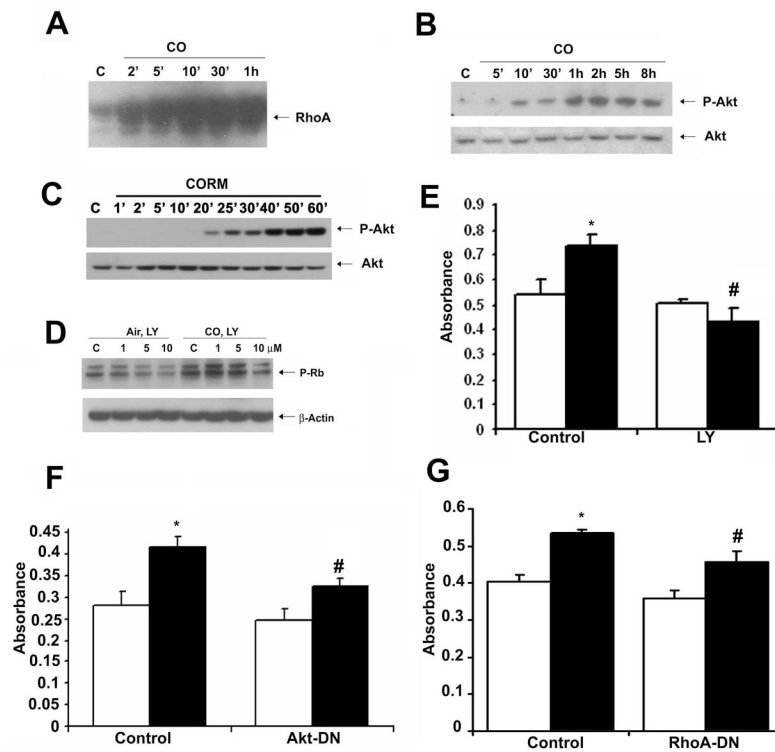 A
CO
C 2’ 5’ 10’ 30’ 1h
RhoA
B
CO
C 5’ 10’ 30’ 1h 2h 5h 8h
P-Akt
Akt
C
CORM
C 1’ 2’ 5’ 10’ 20’ 25’ 30’ 40’ 50’ 60’
P-Akt
Akt
D
Air, LY CO, LY
C 1 5 10 C 1 5 10 μM
P-Rb
β-Actin
E
Absorbance
0.9
0.8
0.7
0.6
0.5
0.4
0.3
0.2
0.1
0
*
#
Control LY
F
Absorbance
0.45
0.4
0.35
0.3
0.25
0.25
0.15
0.1
0.05
0
*
#
Control Akt-DN
G
Absorbance
0.6
0.5
0.4
0.3
0.2
0.1
0
*
#
Control RhoA-DN